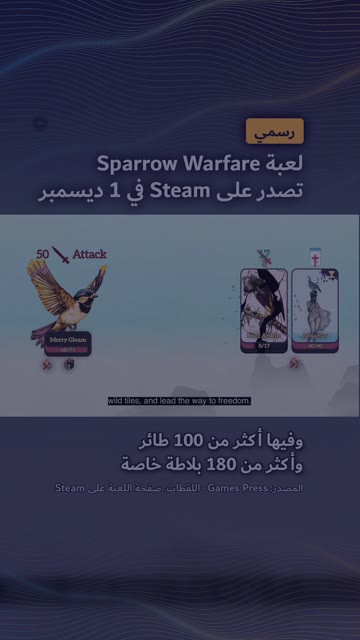 رسمي
لعبة Sparrow Warfare
تصدر على Steam في 1 ديسمبر
50 Attack
Merry Gleam
wild tiles, and lead the way to freedom.
وفيها أكثر من 100 طائر
وأكثر من 180 بلاطة خاصة
المصدر: Games Press · اللقطات: صفحة اللعبة على Steam